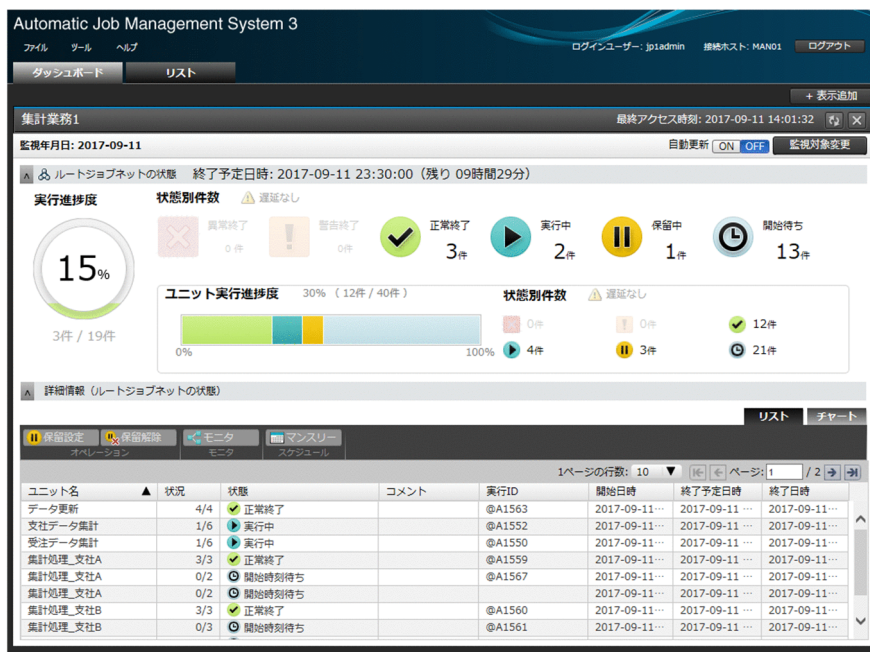 Automatic Job Management System 3
ファイル ツール ヘルプ ログインユーザー: jp1admin 接続ホスト: MAN01 ログアウト
ダッシュボード リスト
+ 表示追加
集計業務1 最終アクセス時刻: 2017-09-11 14:01:32
監視年月日: 2017-09-11 自動更新 ON OFF 監視対象変更
ルートジョブネットの状態 終了予定日時: 2017-09-11 23:30:00（残り 09時間29分）
実行進捗度 状態別件数 遅延なし
異常終了 0件 警告終了 0件 正常終了 3件 実行中 2件 保留中 1件 開始待ち 13件
15%
3件 / 19件
ユニット実行進捗度 30% （ 12件 / 40件 ） 状態別件数 遅延なし
0件 0件 12件
0% 100% 4件 3件 21件
詳細情報（ルートジョブネットの状態）
リスト チャート
保留設定 保留解除 モニタ マンスリー
オペレーション モニタ スケジュール
1ページの行数: 10 ▼ ページ: 1 / 2
ユニット名 ▲ 状況 状態 コメント 実行ID 開始日時 終了予定日時 終了日時
データ更新 4/4 正常終了 @A1563 2017-09-11… 2017-09-11 … 2017-09-11…
支社データ集計 1/6 実行中 @A1552 2017-09-11… 2017-09-11 … 2017-09-11…
受注データ集計 1/6 実行中 @A1550 2017-09-11… 2017-09-11 … 2017-09-11…
集計処理_支社A 3/3 正常終了 @A1559 2017-09-11… 2017-09-11 … 2017-09-11…
集計処理_支社A 0/2 開始時刻待ち @A1567 2017-09-11… 2017-09-11 … 2017-09-11…
集計処理_支社A 0/2 開始時刻待ち 2017-09-11… 2017-09-11 … 2017-09-11…
集計処理_支社B 3/3 正常終了 @A1560 2017-09-11… 2017-09-11 … 2017-09-11…
集計処理_支社B 0/3 開始時刻待ち @A1561 2017-09-11… 2017-09-11 … 2017-09-11…